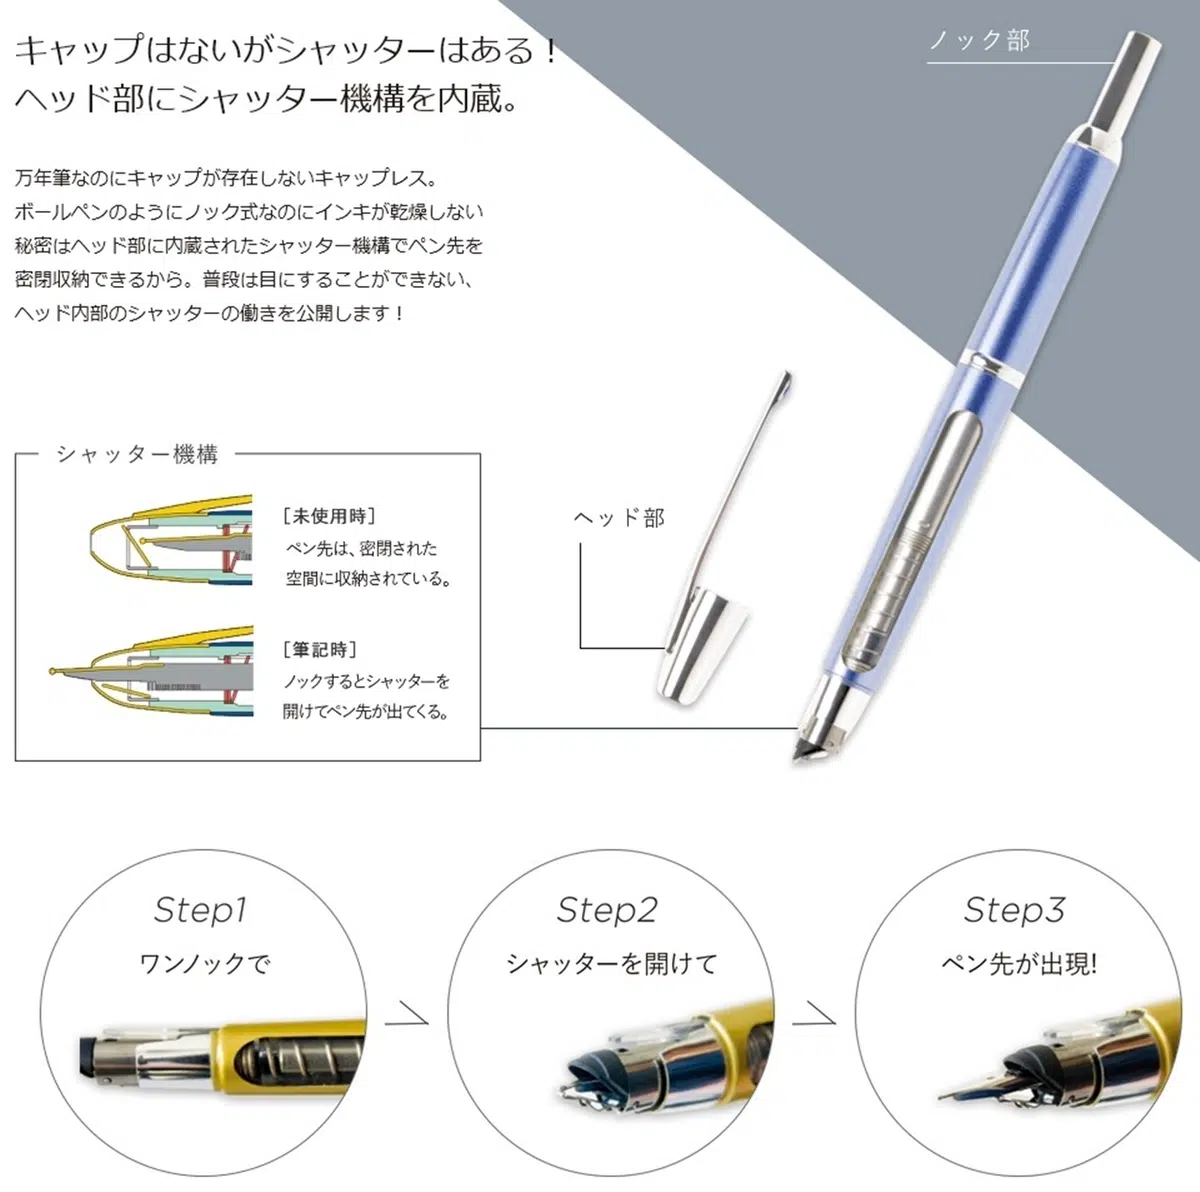 キャップはないがシャッターはある！
ヘッド部にシャッター機構を内蔵。
万年筆なのにキャップが存在しないキャップレス。
ボールペンのようにノック式なのにインキが乾燥しない
秘密はヘッド部に内蔵されたシャッター機構でペン先を
密閉収納できるから。普段は目にすることができない、
ヘッド内部のシャッターの働きを公開します！
ノック部
ヘッド部
シャッター機構
［未使用時］
ペン先は、密閉された
空間に収納されている。
［筆記時］
ノックするとシャッターを
開けてペン先が出てくる。
Step1
ワンノックで
Step2
シャッターを開けて
Step3
ペン先が出現!